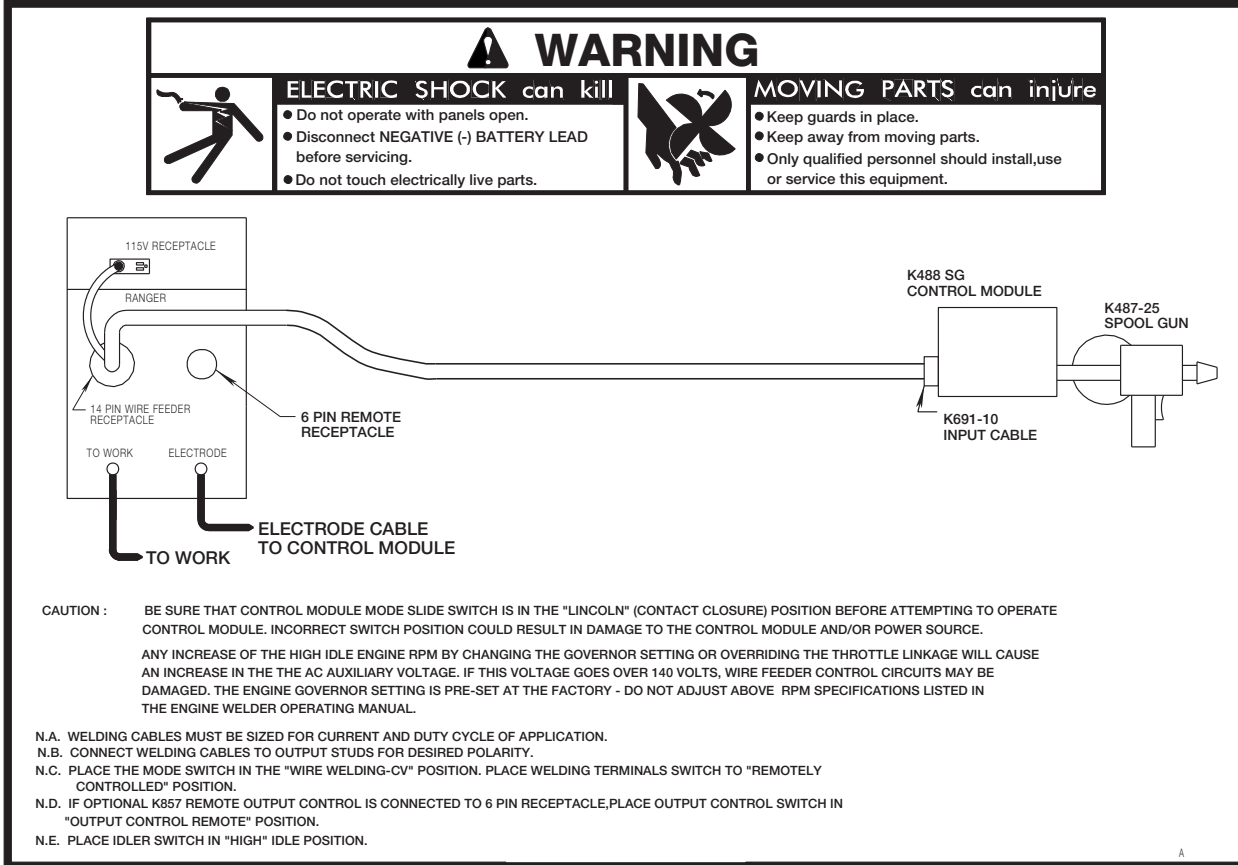 WARNING
ELECTRIC SHOCK can kill
● Do not operate with panels open.
● Disconnect NEGATIVE (-) BATTERY LEAD
before servicing.
● Do not touch electrically live parts.
MOVING PARTS can injure
● Keep guards in place.
● Keep away from moving parts.
● Only qualified personnel should install,use
or service this equipment.
115V RECEPTACLE
RANGER
14 PIN WIRE FEEDER
RECEPTACLE
6 PIN REMOTE
RECEPTACLE
TO WORK
ELECTRODE
TO WORK
ELECTRODE CABLE
TO CONTROL MODULE
K488 SG
CONTROL MODULE
K487-25
SPOOL GUN
K691-10
INPUT CABLE
CAUTION : BE SURE THAT CONTROL MODULE MODE SLIDE SWITCH IS IN THE "LINCOLN" (CONTACT CLOSURE) POSITION BEFORE ATTEMPTING TO OPERATE
CONTROL MODULE. INCORRECT SWITCH POSITION COULD RESULT IN DAMAGE TO THE CONTROL MODULE AND/OR POWER SOURCE.
ANY INCREASE OF THE HIGH IDLE ENGINE RPM BY CHANGING THE GOVERNOR SETTING OR OVERRIDING THE THROTTLE LINKAGE WILL CAUSE
AN INCREASE IN THE THE AC AUXILIARY VOLTAGE. IF THIS VOLTAGE GOES OVER 140 VOLTS, WIRE FEEDER CONTROL CIRCUITS MAY BE
DAMAGED. THE ENGINE GOVERNOR SETTING IS PRE-SET AT THE FACTORY - DO NOT ADJUST ABOVE RPM SPECIFICATIONS LISTED IN
THE ENGINE WELDER OPERATING MANUAL.
N.A. WELDING CABLES MUST BE SIZED FOR CURRENT AND DUTY CYCLE OF APPLICATION.
N.B. CONNECT WELDING CABLES TO OUTPUT STUDS FOR DESIRED POLARITY.
N.C. PLACE THE MODE SWITCH IN THE "WIRE WELDING-CV" POSITION. PLACE WELDING TERMINALS SWITCH TO "REMOTELY
CONTROLLED" POSITION.
N.D. IF OPTIONAL K857 REMOTE OUTPUT CONTROL IS CONNECTED TO 6 PIN RECEPTACLE,PLACE OUTPUT CONTROL SWITCH IN
"OUTPUT CONTROL REMOTE" POSITION.
N.E. PLACE IDLER SWITCH IN "HIGH" IDLE POSITION.
A